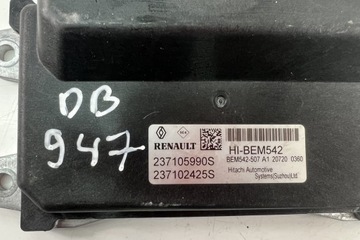 DB
947
RENAULT
237105990S
237102425S
HI-BEM542
BEM542-507 A1 20720 0360
Hitachi Automotive
Systems(Suzhou)Ltd.